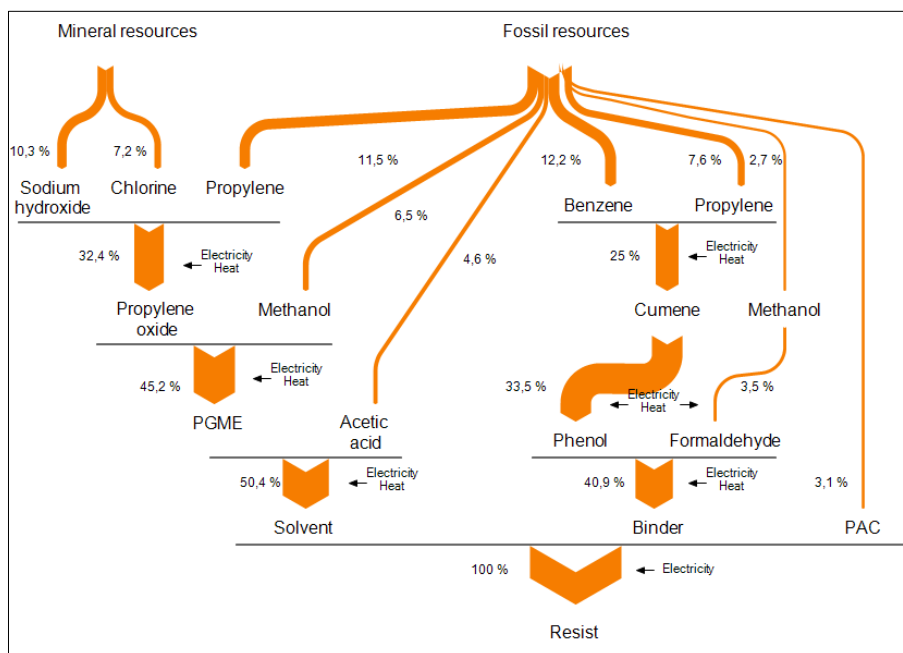 Mineral resources
Fossil resources
10,3 %
7,2 %
11,5 %
12,2 %
7,6 %
2,7 %
Sodium
hydroxide
Chlorine
Propylene
Benzene
Propylene
6,5 %
32,4 %
Electricity
Heat
4,6 %
25 %
Electricity
Heat
Propylene
oxide
Methanol
Cumene
Methanol
45,2 %
Electricity
Heat
33,5 %
Electricity
Heat
3,5 %
PGME
Acetic
acid
Phenol
Formaldehyde
50,4 %
Electricity
Heat
40,9 %
Electricity
Heat
3,1 %
Solvent
Binder
PAC
100 %
Electricity
Resist